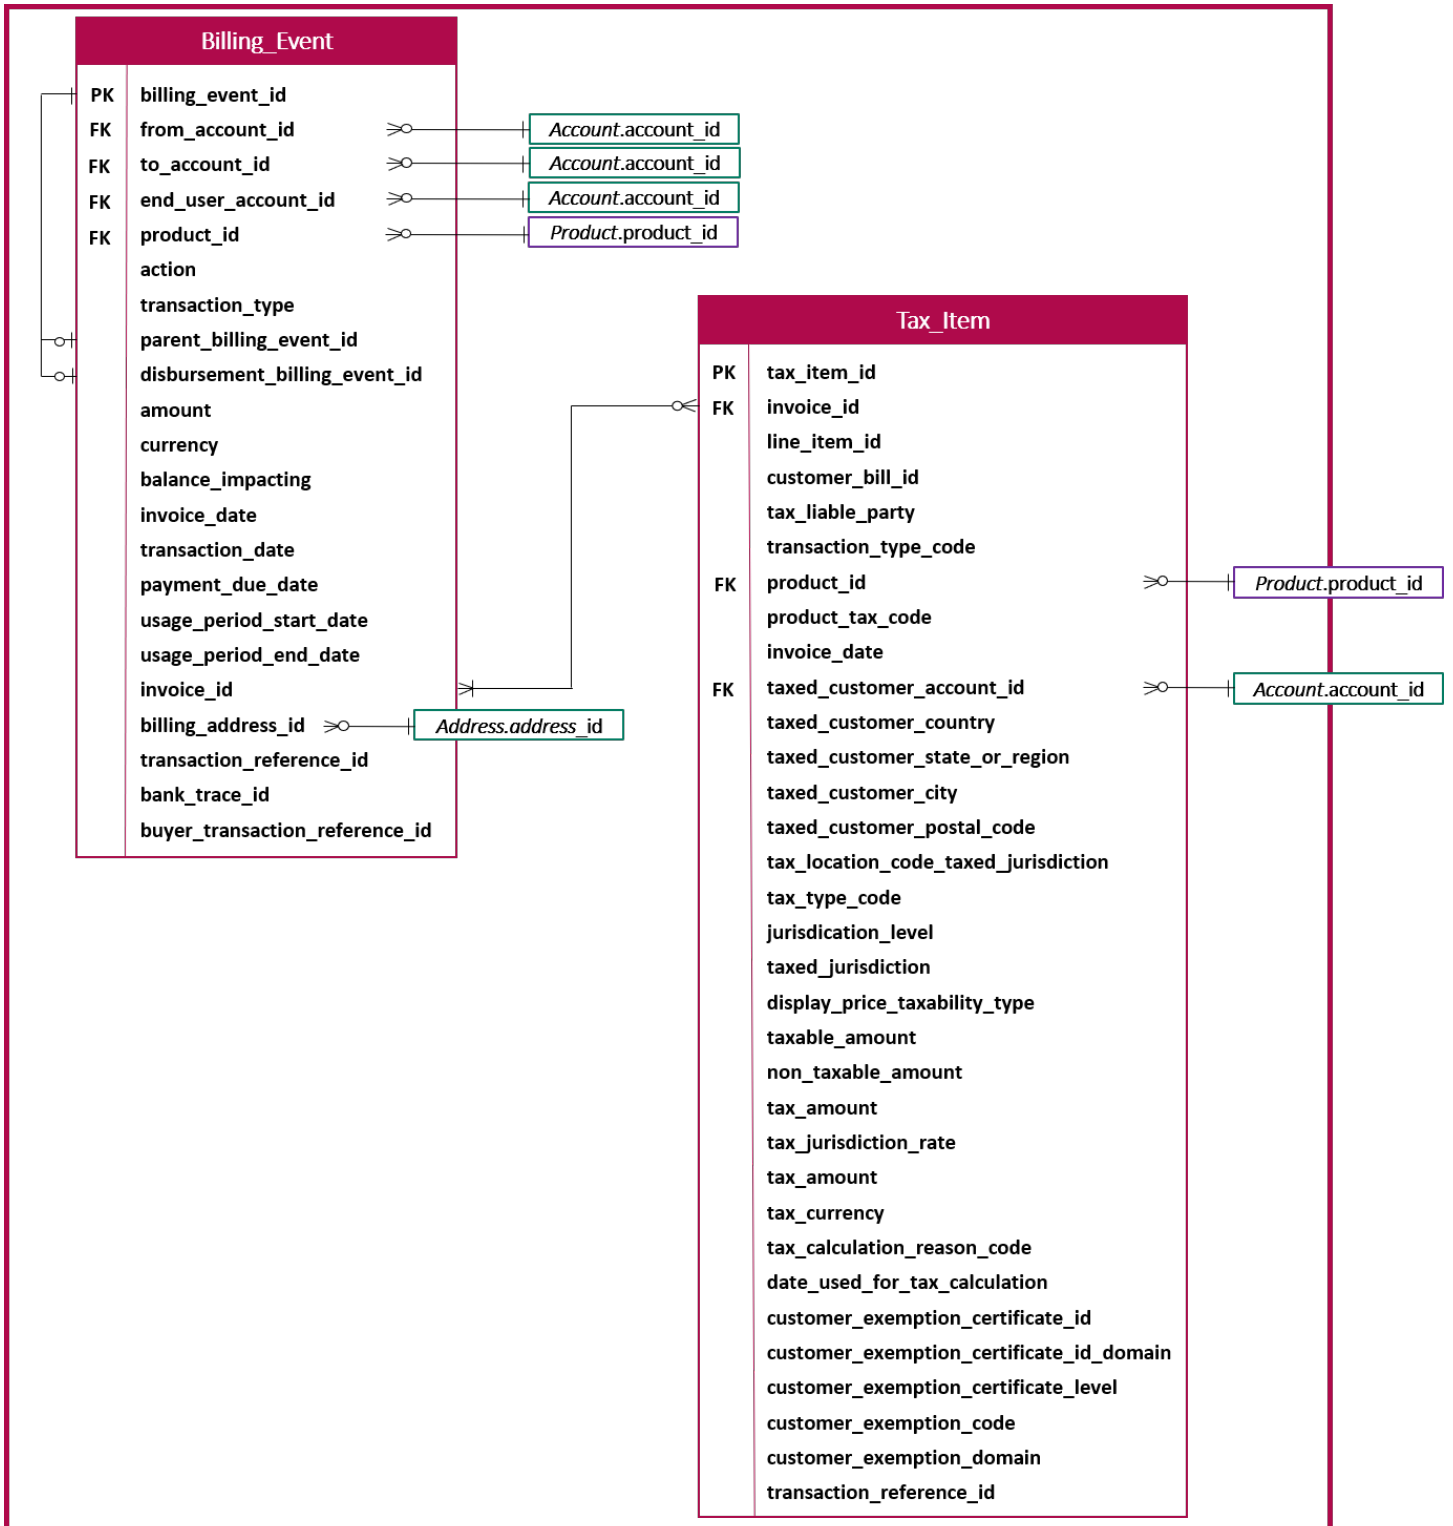 Billing_Event
PK billing_event_id
FK from_account_id Account.account_id
FK to_account_id Account.account_id
FK end_user_account_id Account.account_id
FK product_id Product.product_id
action
transaction_type
parent_billing_event_id
disbursement_billing_event_id
amount
currency
balance_impacting
invoice_date
transaction_date
payment_due_date
usage_period_start_date
usage_period_end_date
invoice_id
billing_address_id Address.address_id
transaction_reference_id
bank_trace_id
buyer_transaction_reference_id
Tax_Item
PK tax_item_id
FK invoice_id
line_item_id
customer_bill_id
tax_liable_party
transaction_type_code
FK product_id Product.product_id
product_tax_code
invoice_date
FK taxed_customer_account_id Account.account_id
taxed_customer_country
taxed_customer_state_or_region
taxed_customer_city
taxed_customer_postal_code
tax_location_code_taxed_jurisdiction
tax_type_code
jurisdication_level
taxed_jurisdiction
display_price_taxability_type
taxable_amount
non_taxable_amount
tax_amount
tax_jurisdiction_rate
tax_amount
tax_currency
tax_calculation_reason_code
date_used_for_tax_calculation
customer_exemption_certificate_id
customer_exemption_certificate_id_domain
customer_exemption_certificate_level
customer_exemption_code
customer_exemption_domain
transaction_reference_id